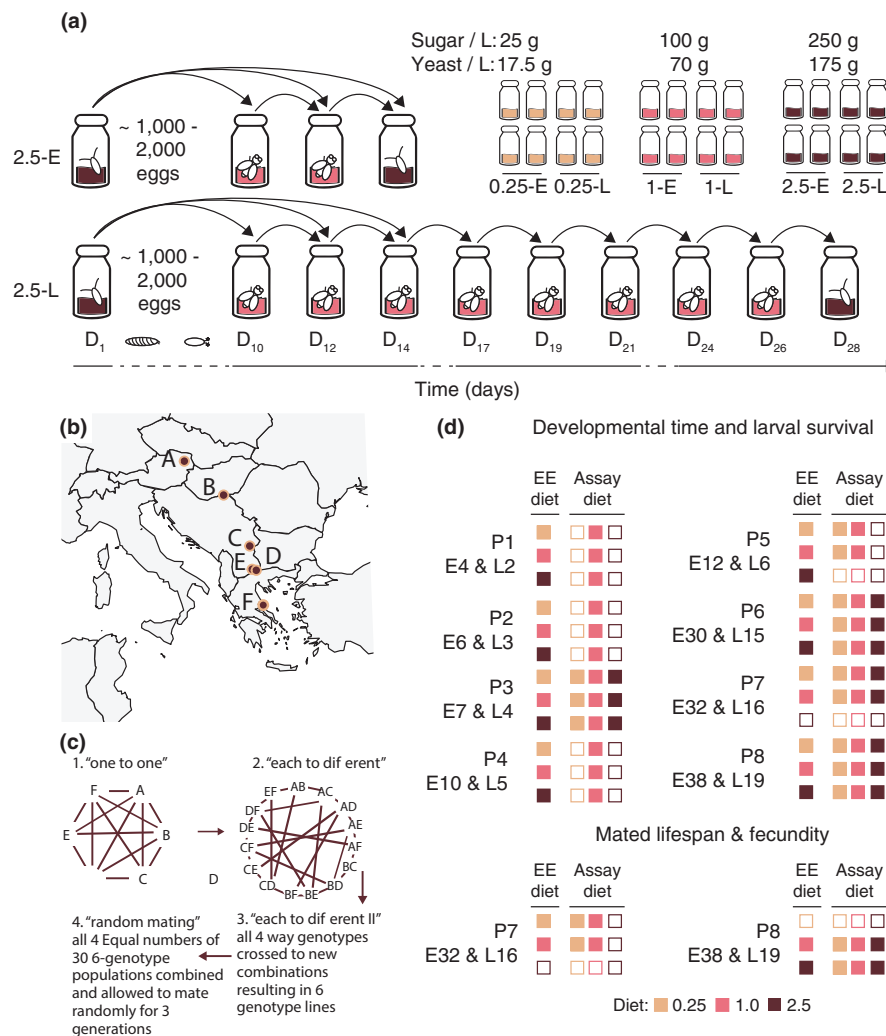 (a)
Sugar / L: 25 g 100 g 250 g
Yeast / L: 17.5 g 70 g 175 g
2.5-E
~ 1,000 -
2,000
eggs
0.25-E 0.25-L 1-E 1-L 2.5-E 2.5-L
2.5-L
~ 1,000 -
2,000
eggs
D1 D10 D12 D14 D17 D19 D21 D24 D26 D28
Time (days)
(b)
A
B
C
D
E
F
(c)
1. “one to one”
F A
E B
C D
2. “each to dif erent”
EF AB AC
DF AD
DE AE
CF AF
CE BC
CD BF BE BD
3. “each to dif erent II”
all 4 way genotypes
crossed to new
combinations
resulting in 6
genotype lines
4. “random mating”
all 4 Equal numbers of
30 6-genotype
populations combined
and allowed to mate
randomly for 3
generations
(d)
Developmental time and larval survival
EE diet Assay diet
P1
E4 & L2
P2
E6 & L3
P3
E7 & L4
P4
E10 & L5
EE diet Assay diet
P5
E12 & L6
P6
E30 & L15
P7
E32 & L16
P8
E38 & L19
Mated lifespan & fecundity
EE diet Assay diet
P7
E32 & L16
EE diet Assay diet
P8
E38 & L19
Diet: 0.25 1.0 2.5